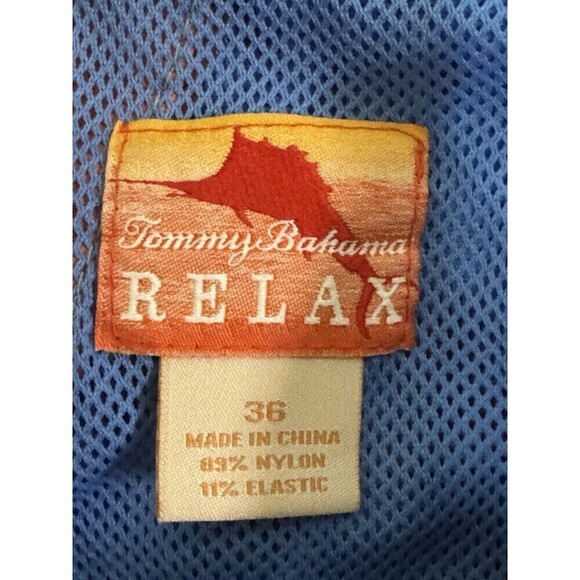 Tommy Bahama
RELAX
36
MADE IN CHINA
89% NYLON
11% ELASTIC